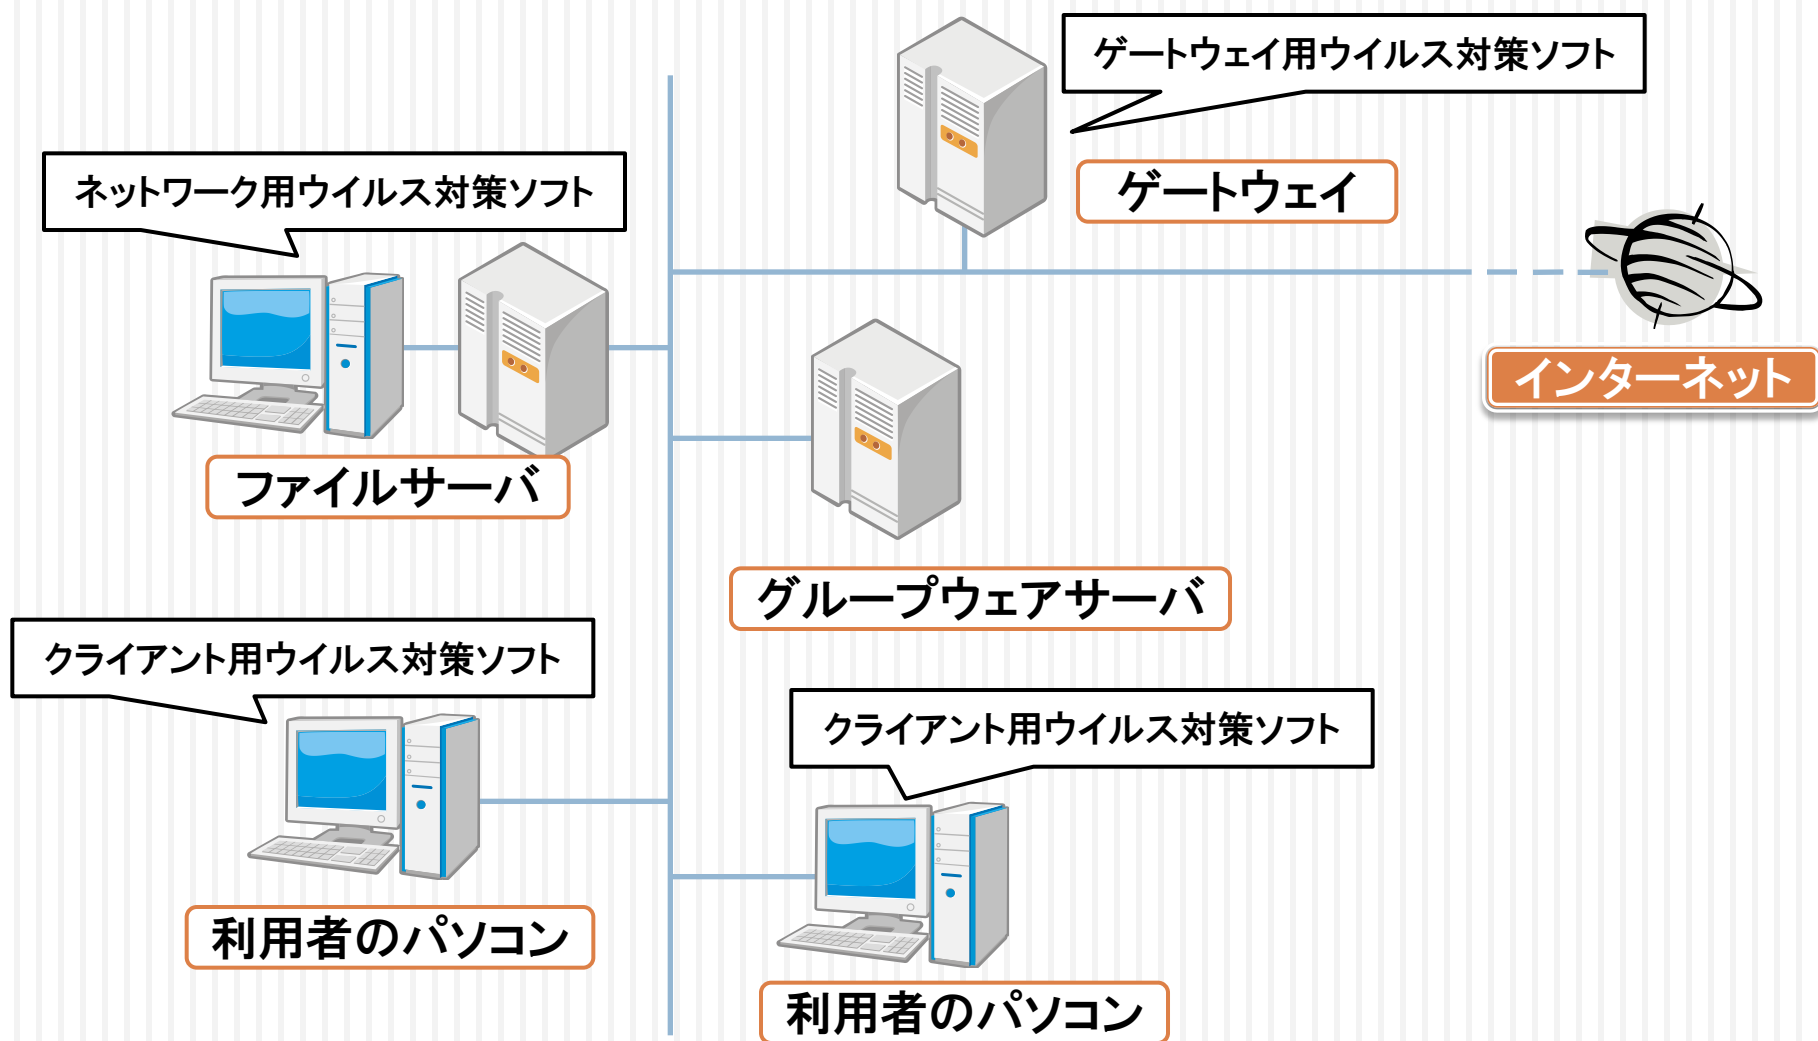 ゲートウェイ用ウイルス対策ソフト
ネットワーク用ウイルス対策ソフト
ゲートウェイ
インターネット
ファイルサーバ
グループウェアサーバ
クライアント用ウイルス対策ソフト
クライアント用ウイルス対策ソフト
利用者のパソコン
利用者のパソコン